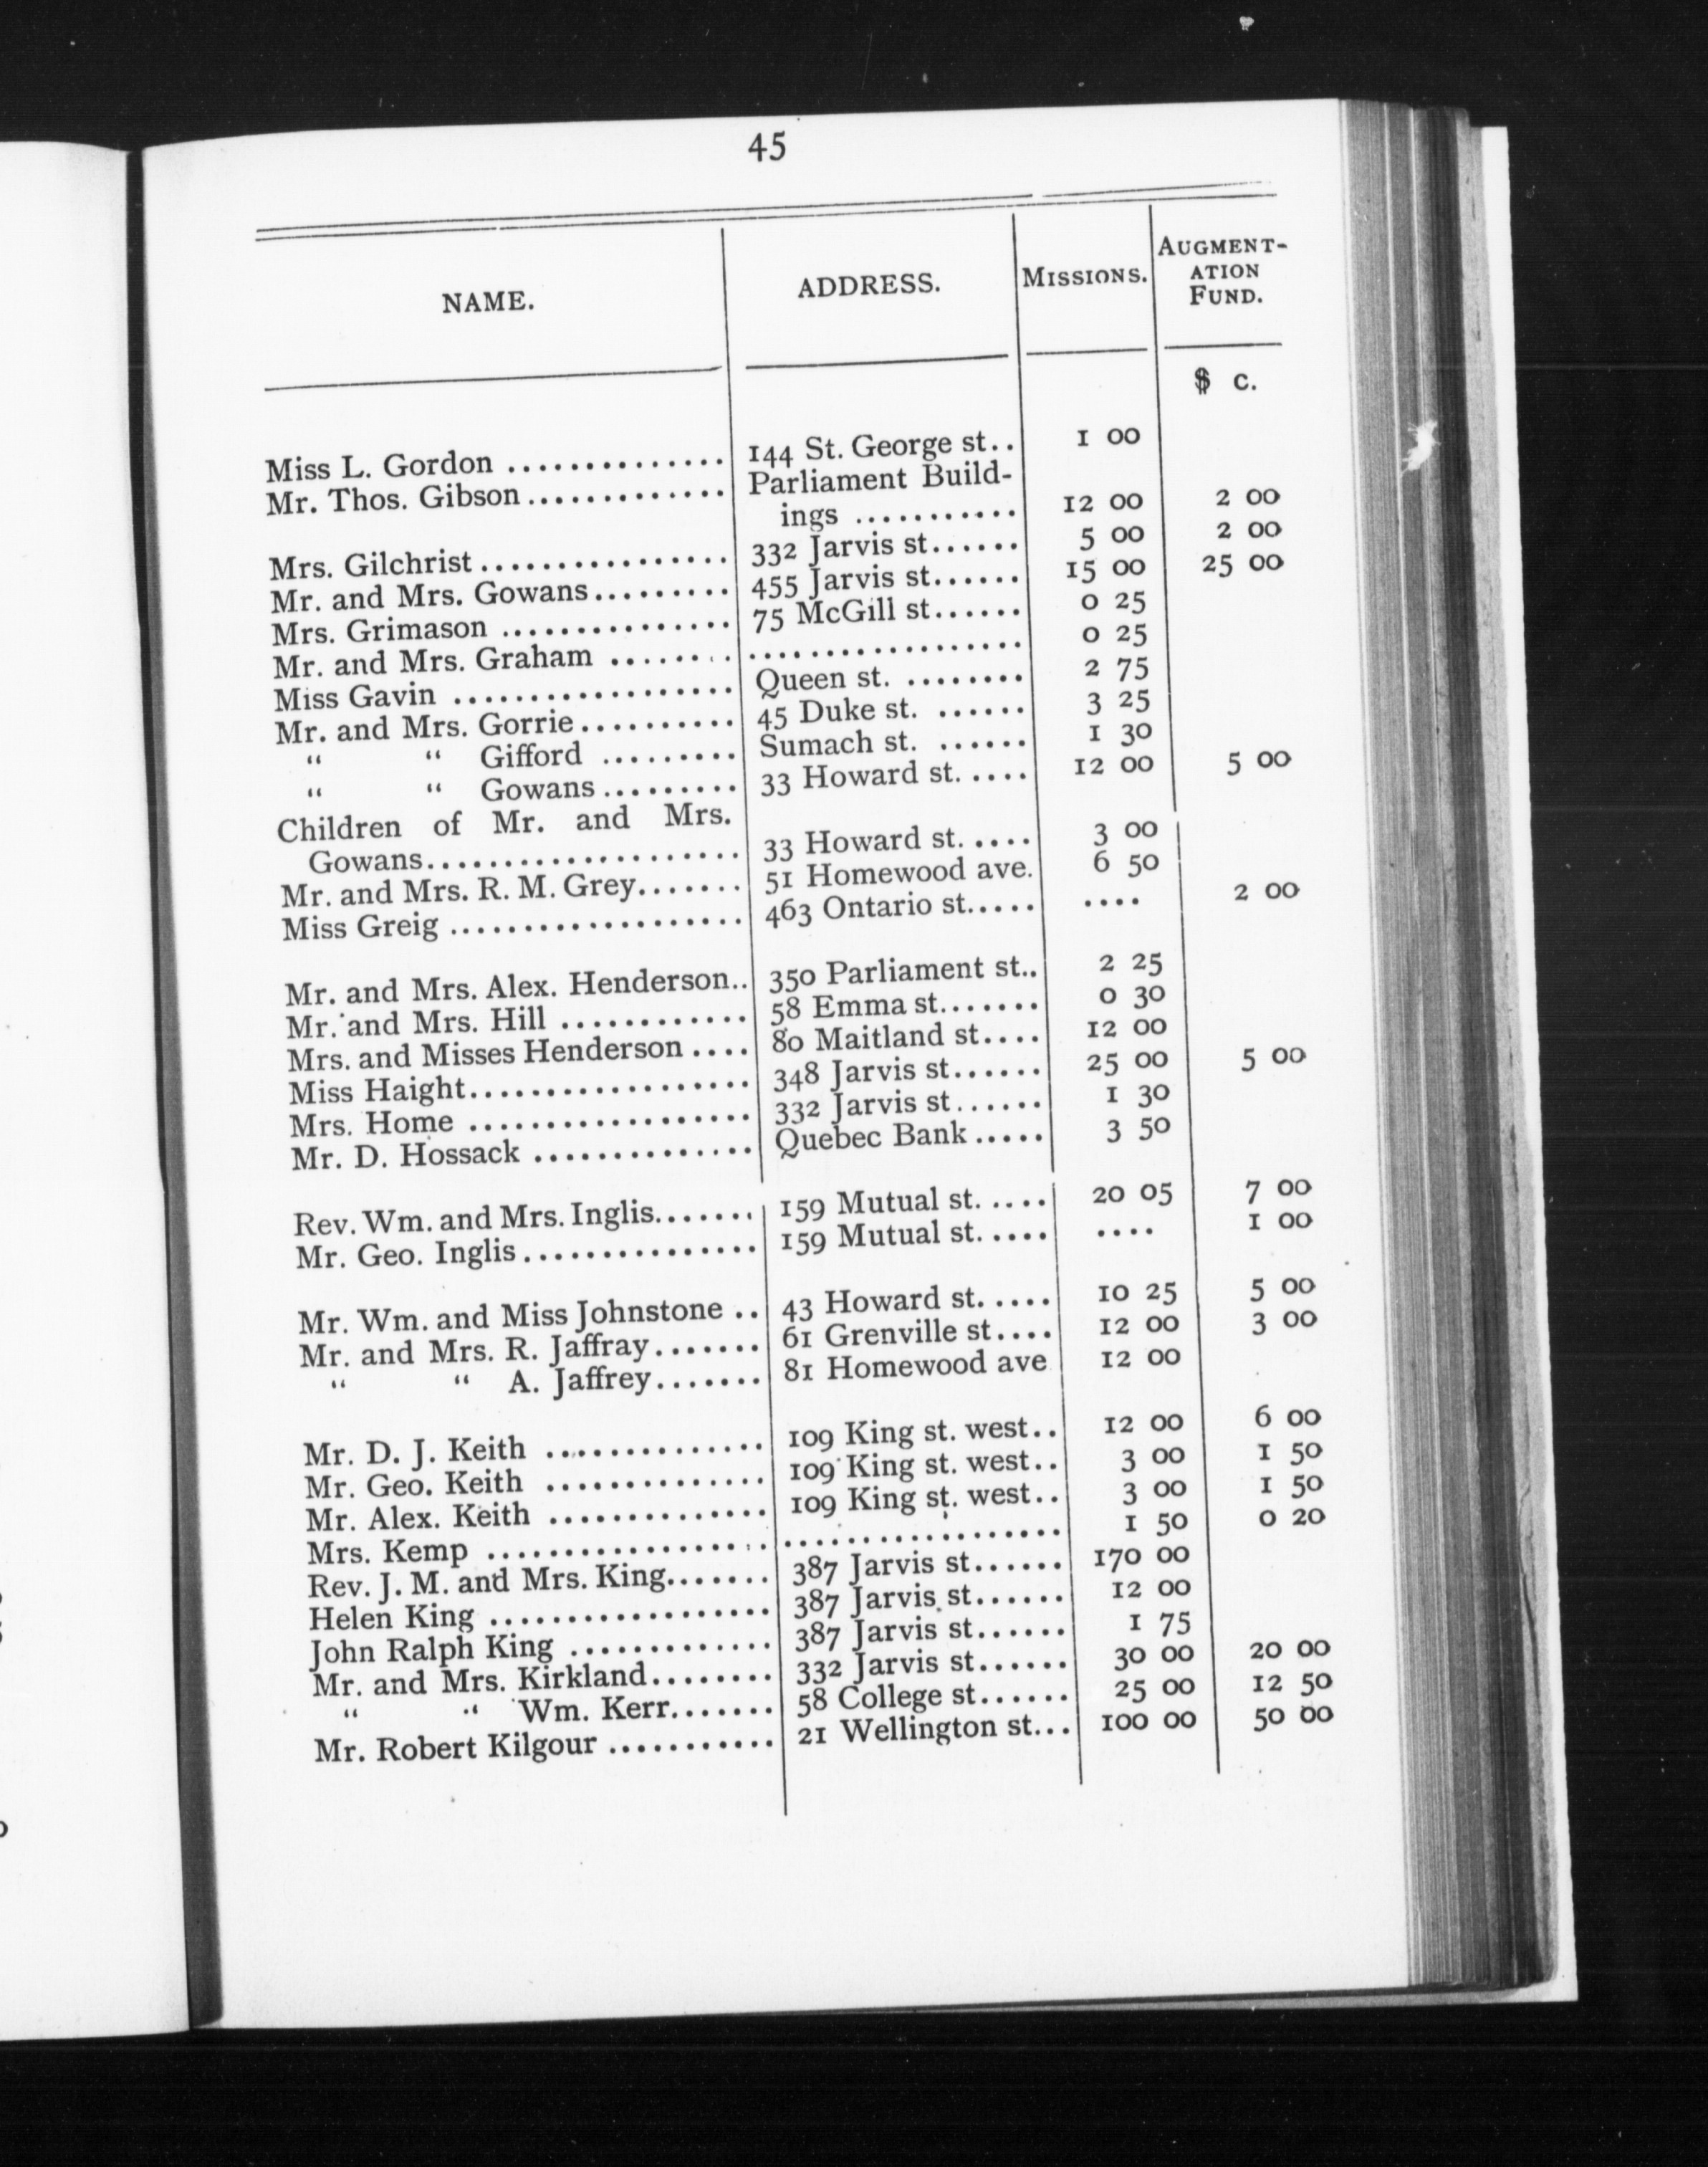 45
NAME. ADDRESS. MISSIONS. AUGMENT-
ATION
FUND.
$ c.
Miss L. Gordon .............. 144 St. George st.. 1 00
Mr. Thos. Gibson............. Parliament Build-
ings ........... 12 00 2 00
Mrs. Gilchrist................ 332 Jarvis st...... 5 00 2 00
Mr. and Mrs. Gowans......... 455 Jarvis st...... 15 00 25 00
Mrs. Grimason ............... 75 McGill st...... 0 25
Mr. and Mrs. Graham ........ .................. 0 25
Miss Gavin .................. Queen st. ........ 2 75
Mr. and Mrs. Gorrie.......... 45 Duke st. ...... 3 25
“ “ Gifford ......... Sumach st. ...... 1 30
“ “ Gowans ......... 33 Howard st. .... 12 00 5 00
Children of Mr. and Mrs.
Gowans.................... 33 Howard st. .... 3 00
Mr. and Mrs. R. M. Grey....... 51 Homewood ave. 6 50
Miss Greig ................... 463 Ontario st..... .... 2 00
Mr. and Mrs. Alex. Henderson.. 350 Parliament st.. 2 25
Mr. and Mrs. Hill ............ 58 Emma st....... 0 30
Mrs. and Misses Henderson .... 80 Maitland st.... 12 00
Miss Haight................... 348 Jarvis st...... 25 00 5 00
Mrs. Home ................... 332 Jarvis st...... 1 30
Mr. D. Hossack .............. Quebec Bank ..... 3 50
Rev. Wm. and Mrs. Inglis....... 159 Mutual st. .... 20 05 7 00
Mr. Geo. Inglis............... 159 Mutual st. .... .... 1 00
Mr. Wm. and Miss Johnstone .. 43 Howard st. .... 10 25 5 00
Mr. and Mrs. R. Jaffray....... 61 Grenville st.... 12 00 3 00
“ “ A. Jaffrey....... 81 Homewood ave 12 00
Mr. D. J. Keith .............. 109 King st. west.. 12 00 6 00
Mr. Geo. Keith .............. 109 King st. west.. 3 00 1 50
Mr. Alex. Keith .............. 109 King st. west.. 3 00 1 50
Mrs. Kemp ................... .................. 1 50 0 20
Rev. J. M. and Mrs. King....... 387 Jarvis st...... 170 00
Helen King ................... 387 Jarvis st...... 12 00
John Ralph King .............. 387 Jarvis st...... 1 75
Mr. and Mrs. Kirkland........ 332 Jarvis st...... 30 00 20 00
“ “ Wm. Kerr....... 58 College st...... 25 00 12 50
Mr. Robert Kilgour ........... 21 Wellington st... 100 00 50 00